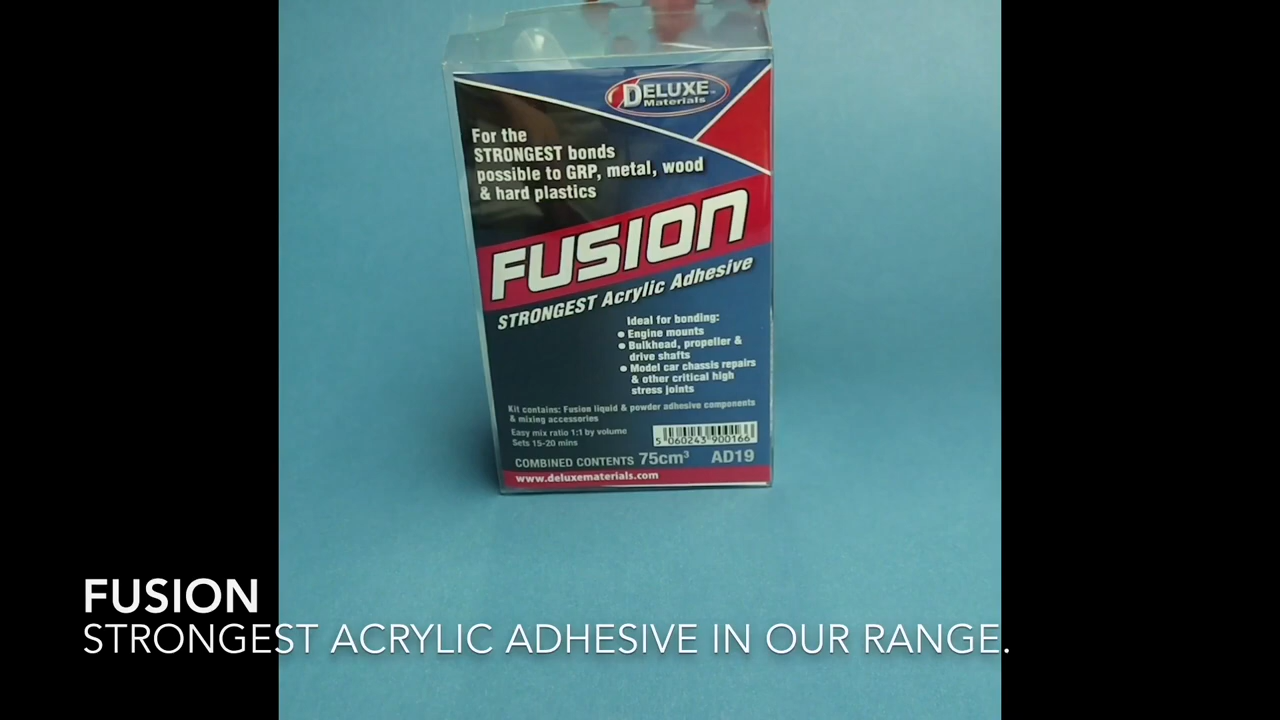 DELUXE
Materials
For the
STRONGEST bonds
possible to GRP, metal, wood
& hard plastics
FUSION
STRONGEST Acrylic Adhesive
Ideal for bonding:
• Engine mounts
• Bulkhead, propeller &
drive shafts
• Model car chassis repairs
& other critical high
stress joints
Kit contains: Fusion liquid & powder adhesive components
& mixing accessories
Easy mix ratio 1:1 by volume
Sets 15-20 mins
5 060243 900166
COMBINED CONTENTS 75cm³ AD19
www.deluxematerials.com
FUSION
STRONGEST ACRYLIC ADHESIVE IN OUR RANGE.